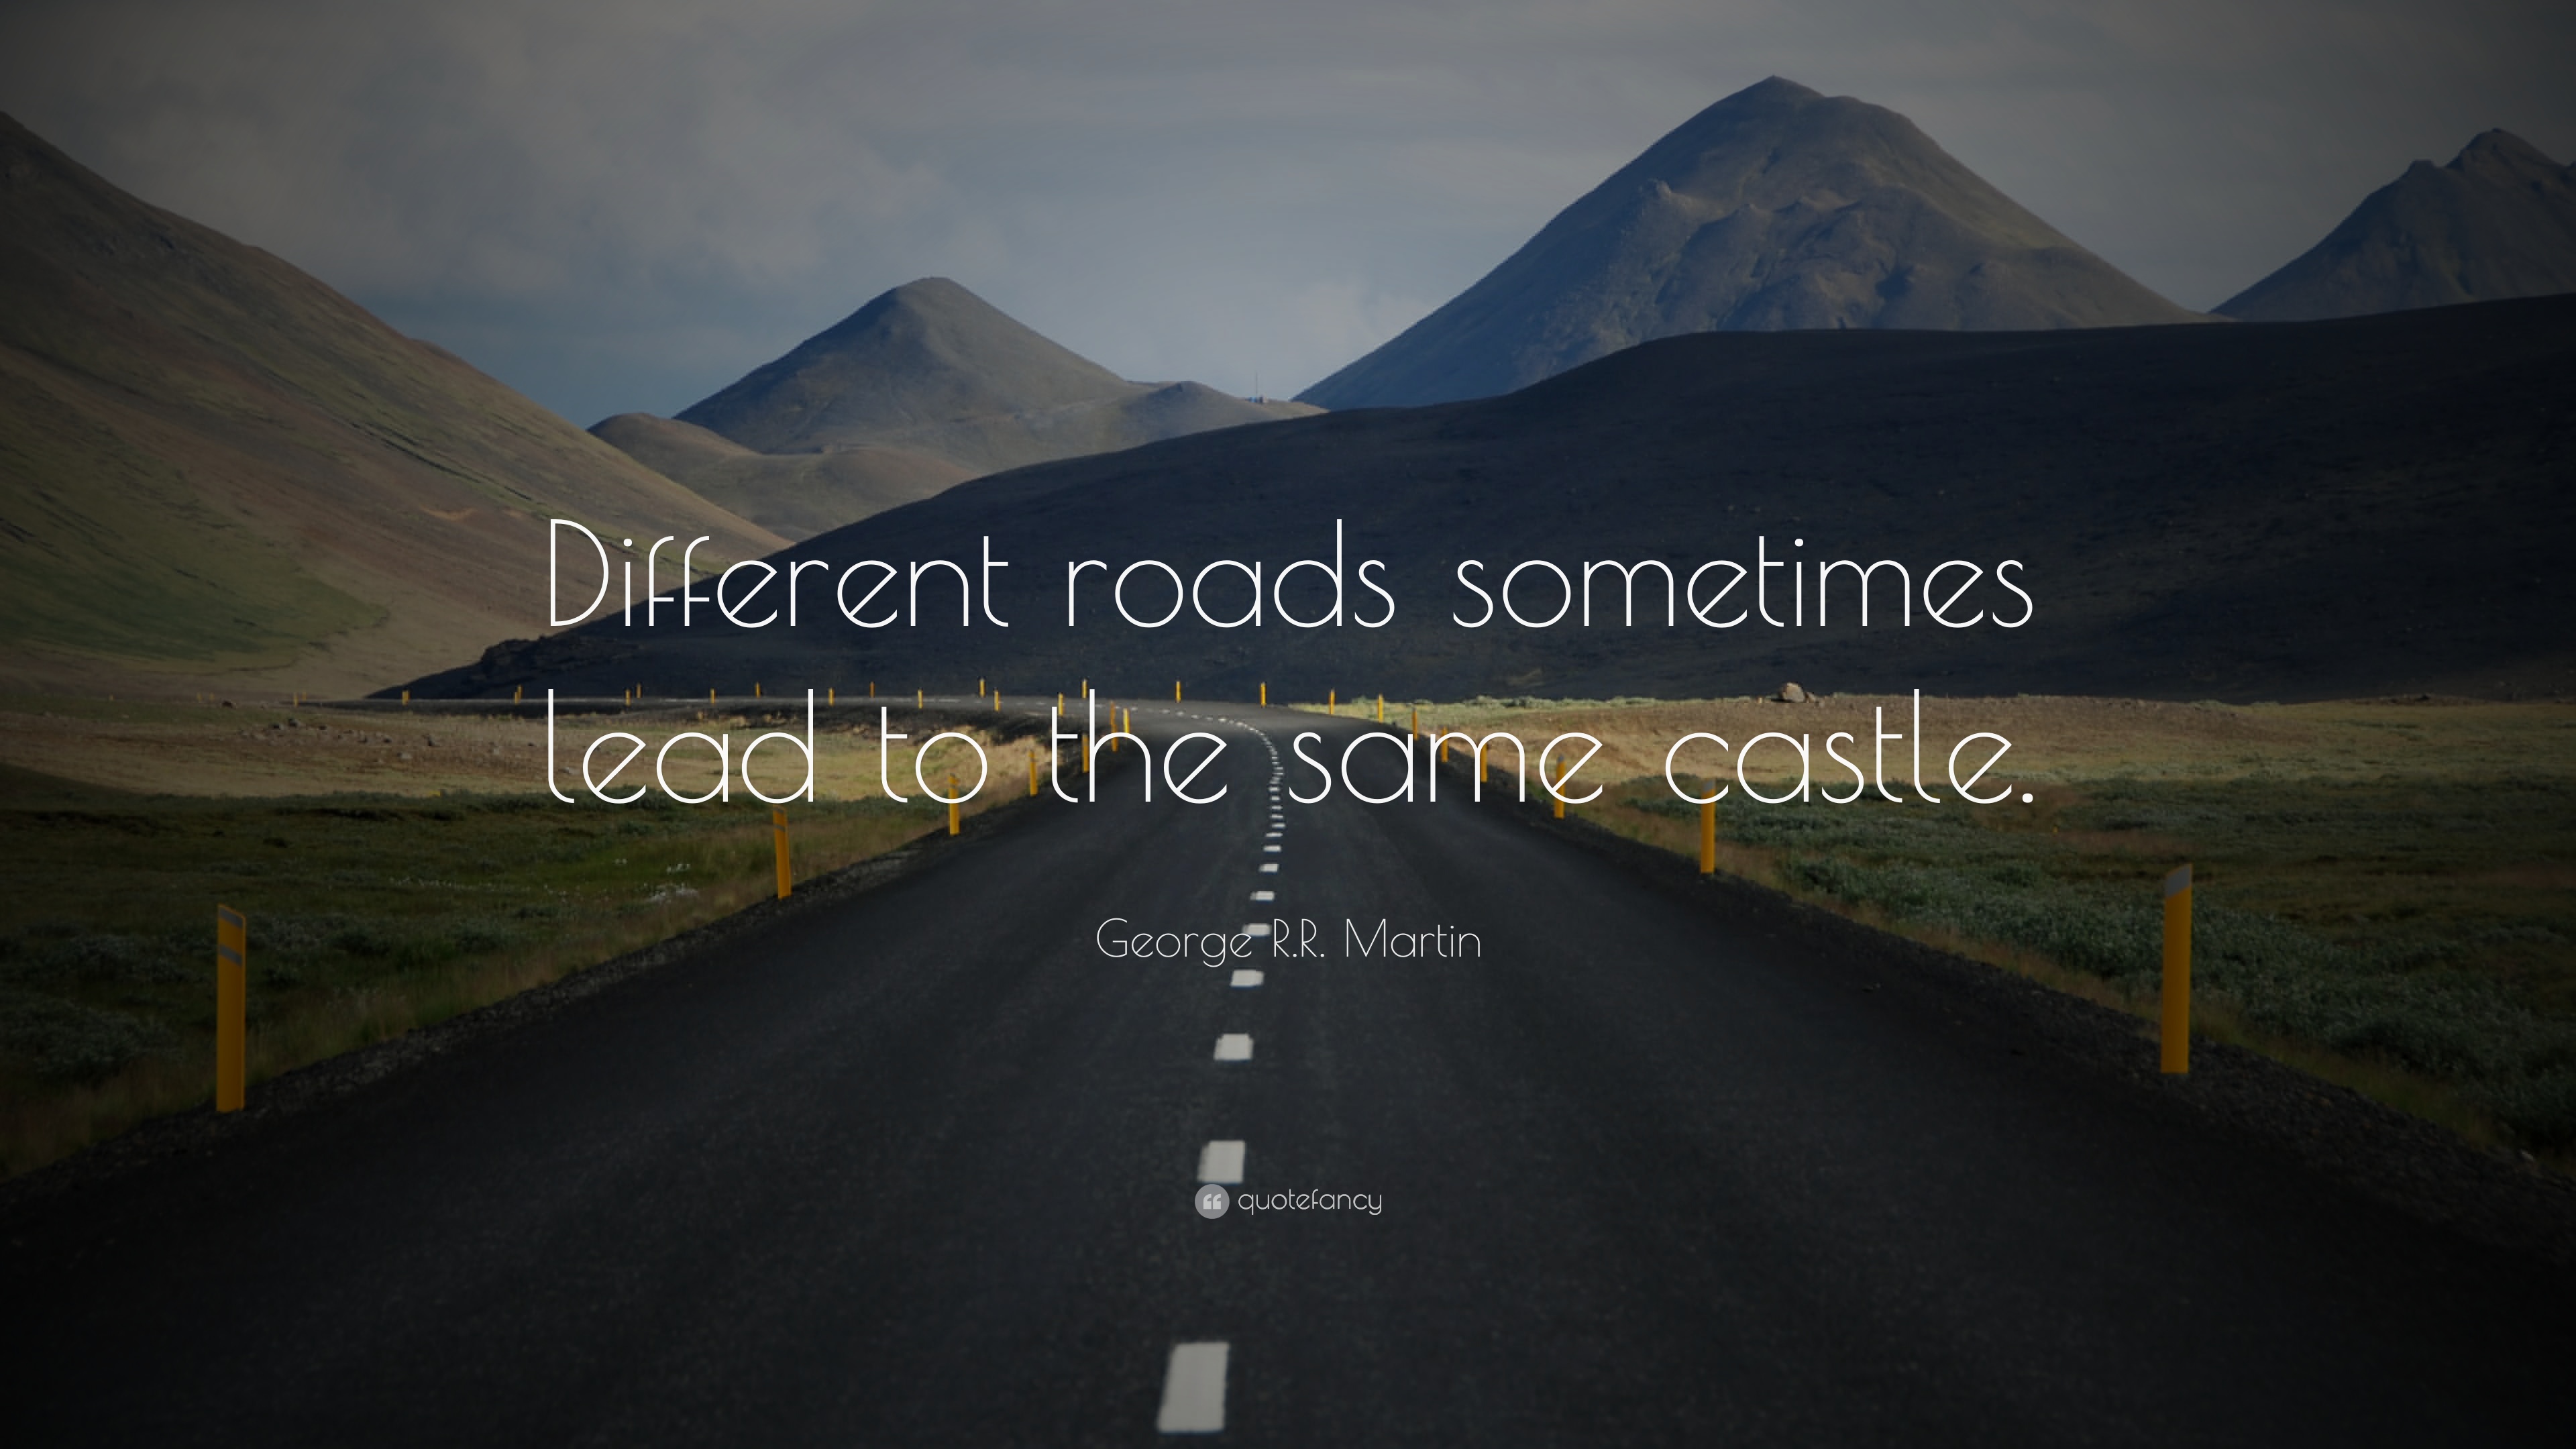 Different roads sometimes
lead to the same castle.
George R.R. Martin
quotefancy